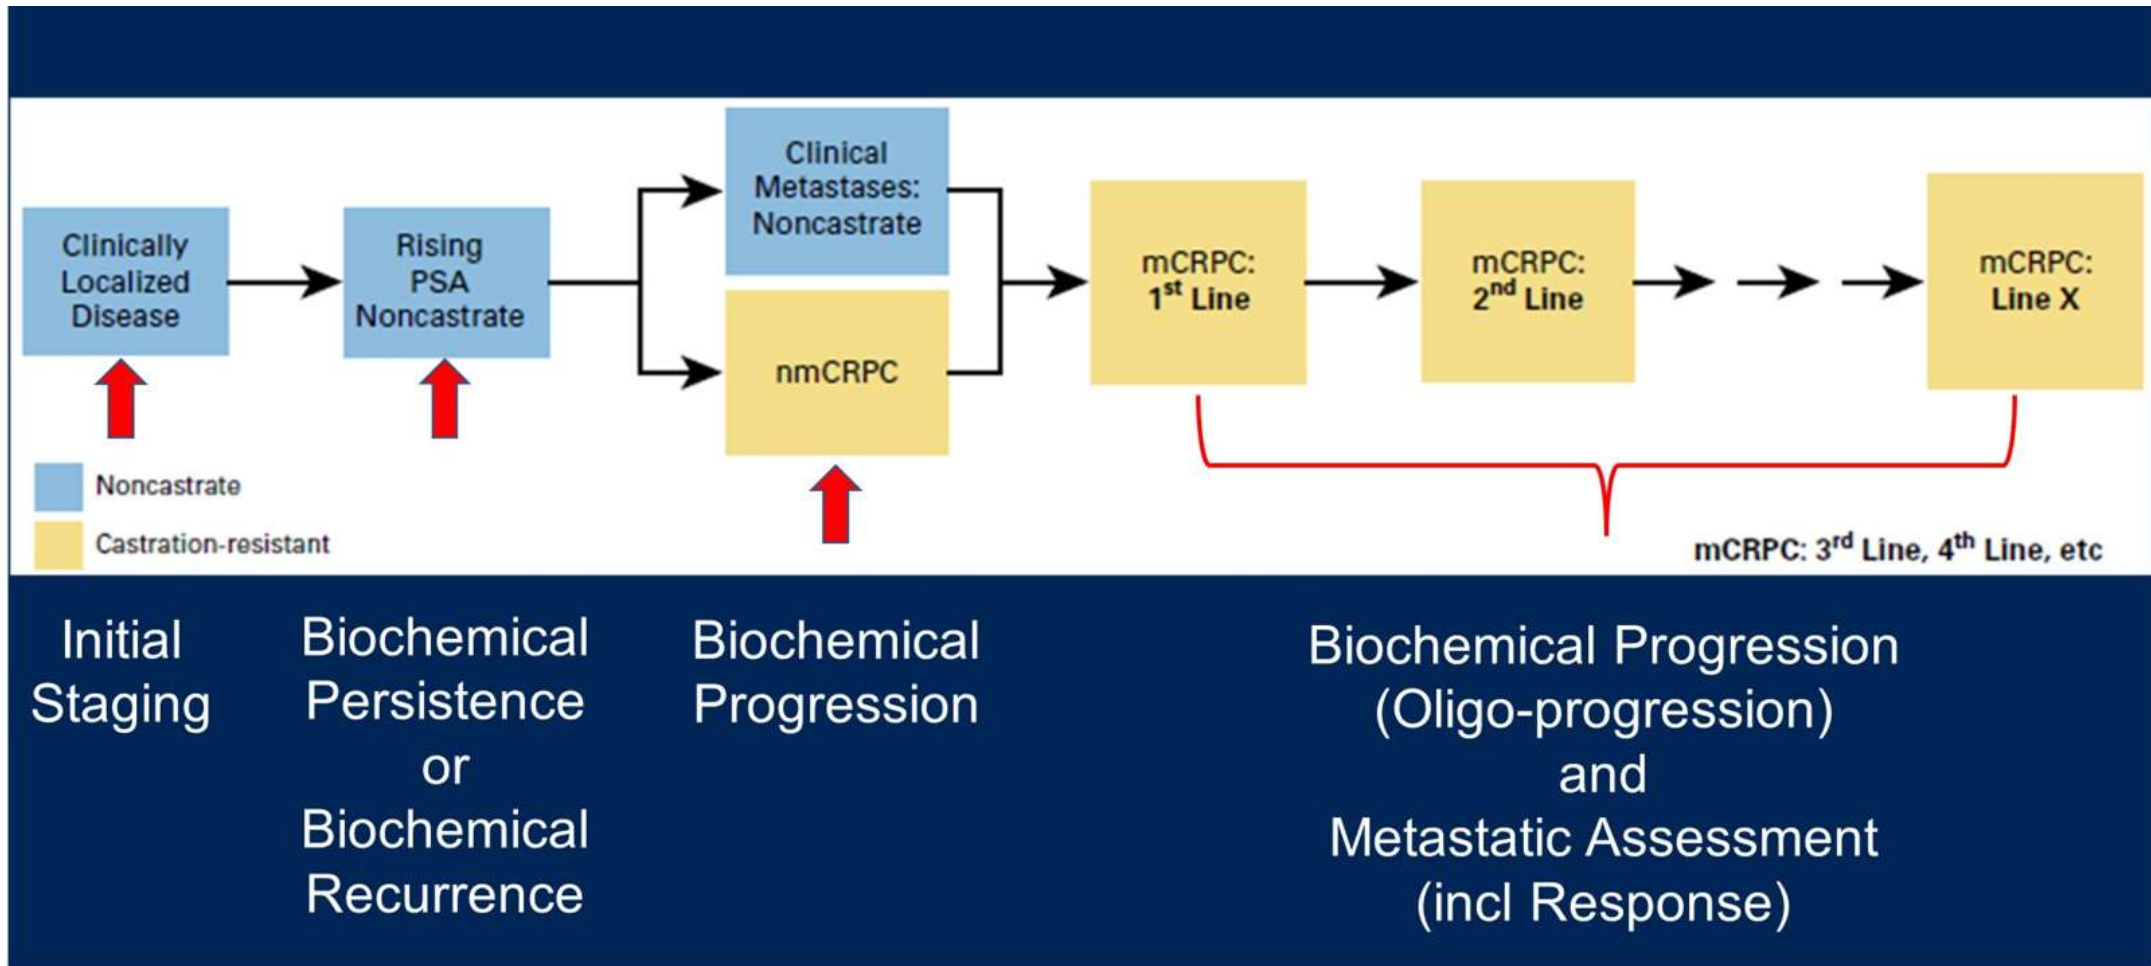 Clinically
Localized
Disease
Rising
PSA
Noncastrate
Clinical
Metastases:
Noncastrate
nmCRPC
mCRPC:
1st Line
mCRPC:
2nd Line
mCRPC:
Line X
Noncastrate
Castration-resistant
mCRPC: 3rd Line, 4th Line, etc
Initial
Staging
Biochemical
Persistence
or
Biochemical
Recurrence
Biochemical
Progression
Biochemical Progression
(Oligo-progression)
and
Metastatic Assessment
(incl Response)